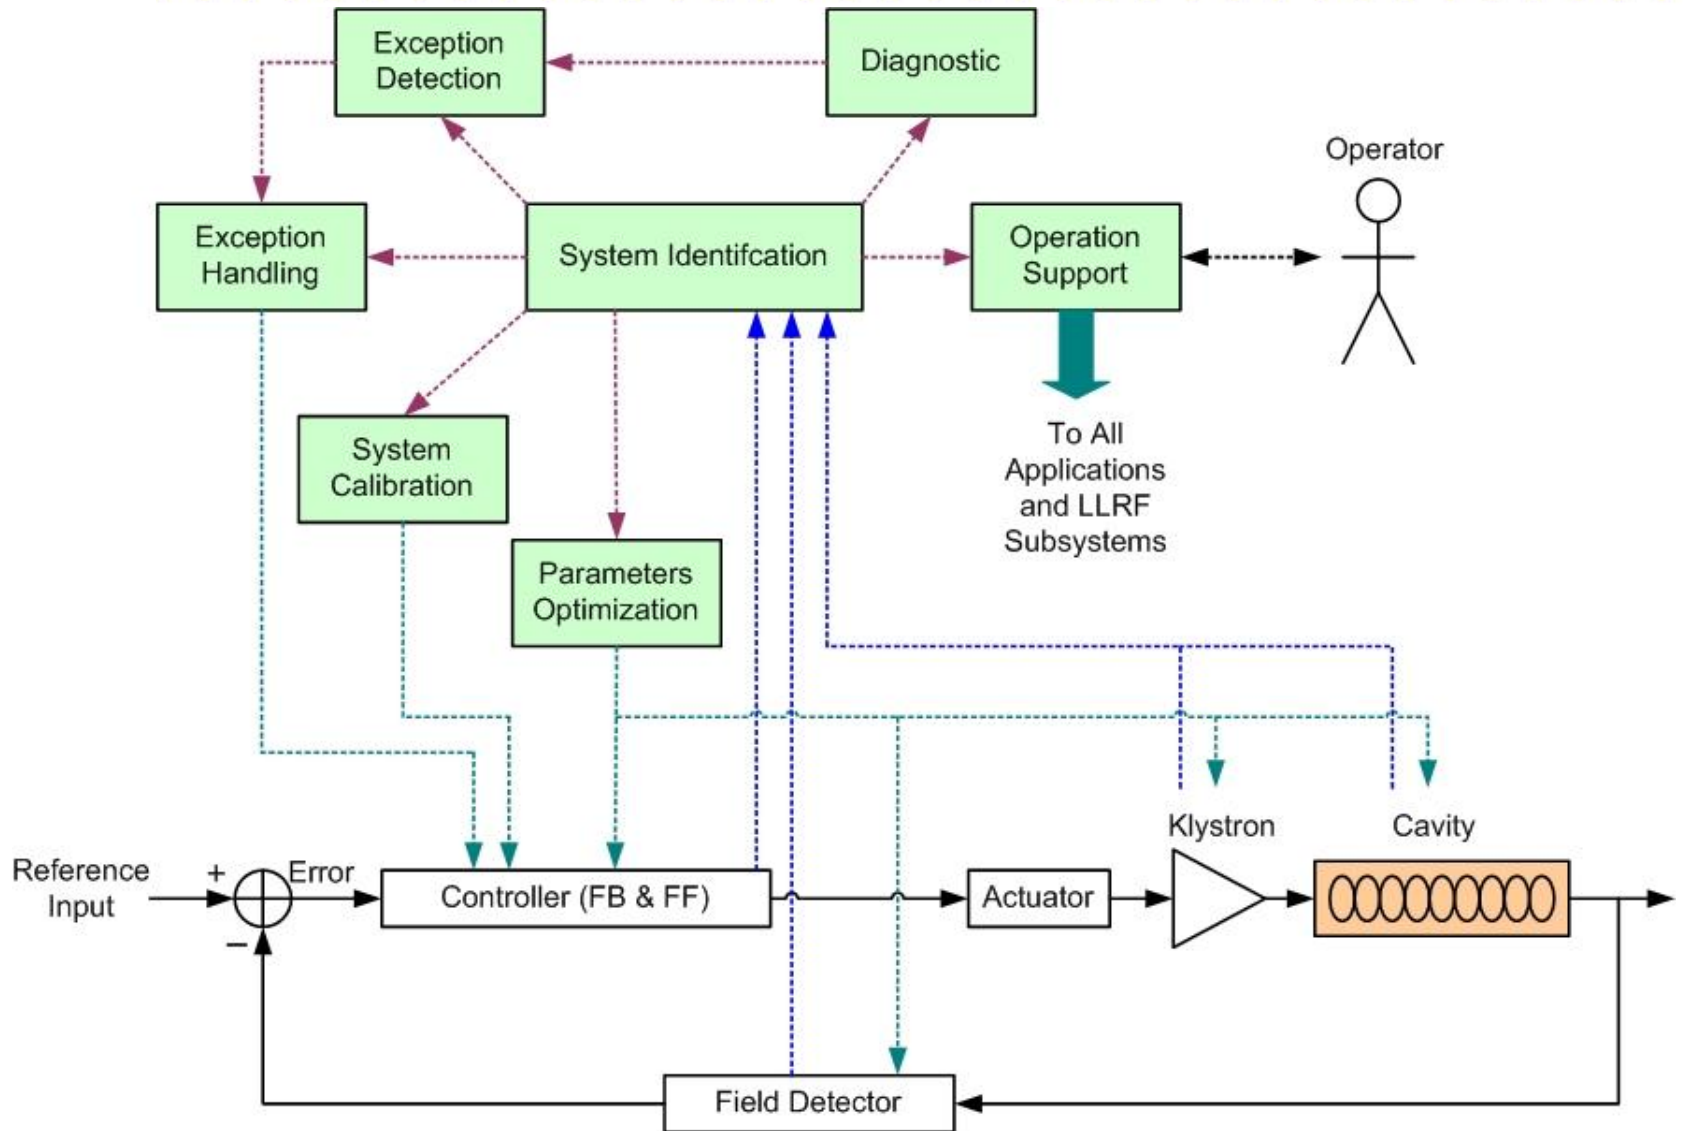 Exception
Detection
Diagnostic
Operator
Exception
Handling
System Identifcation
Operation
Support
System
Calibration
To All
Applications
and LLRF
Subsystems
Parameters
Optimization
Klystron
Cavity
Reference
Input
+
Error
Controller (FB & FF)
Actuator
−
Field Detector